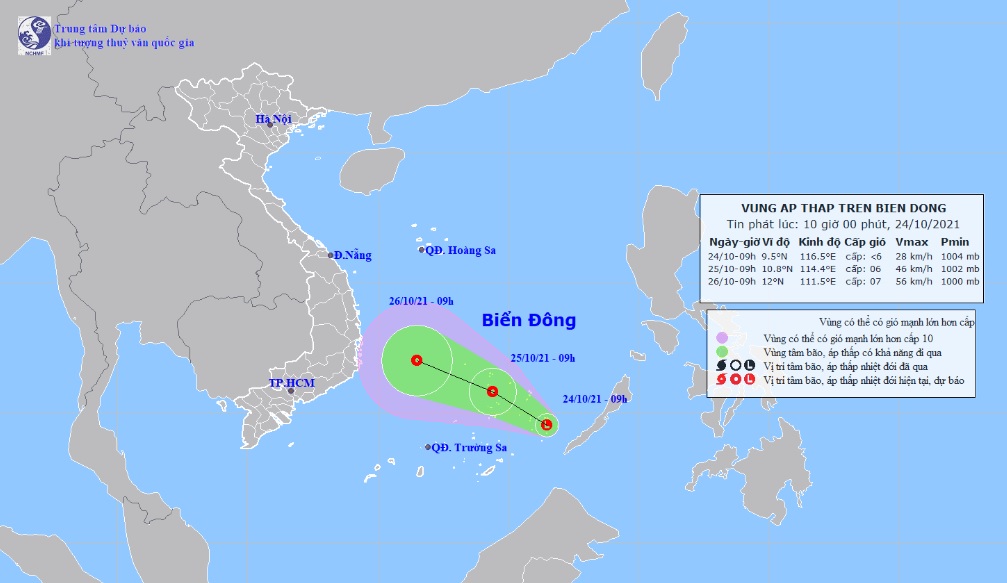 Trung tâm Dự báo
khí tượng thuỷ văn quốc gia
NCHMF
Hà Nội
Đ.Nẵng
QĐ. Hoàng Sa
26/10/21 - 09h
Biển Đông
25/10/21 - 09h
TP.HCM
24/10/21 - 09h
QĐ. Trường Sa
L
VUNG AP THAP TREN BIEN DONG
Tin phát lúc: 10 giờ 00 phút, 24/10/2021
Ngày-giờ Vĩ độ Kinh độ Cấp gió Vmax Pmin
24/10-09h 9.5°N 116.5°E cấp: <6 28 km/h 1004 mb
25/10-09h 10.8°N 114.4°E cấp: 06 46 km/h 1002 mb
26/10-09h 12°N 111.5°E cấp: 07 56 km/h 1000 mb
Vùng có thể có gió mạnh lớn hơn cấp
Vùng có thể có gió mạnh lớn hơn cấp 10
Vùng tâm bão, áp thấp có khả năng đi qua
L Vị trí tâm bão, áp thấp nhiệt đới đã qua
L Vị trí tâm bão, áp thấp nhiệt đới hiện tại, dự báo